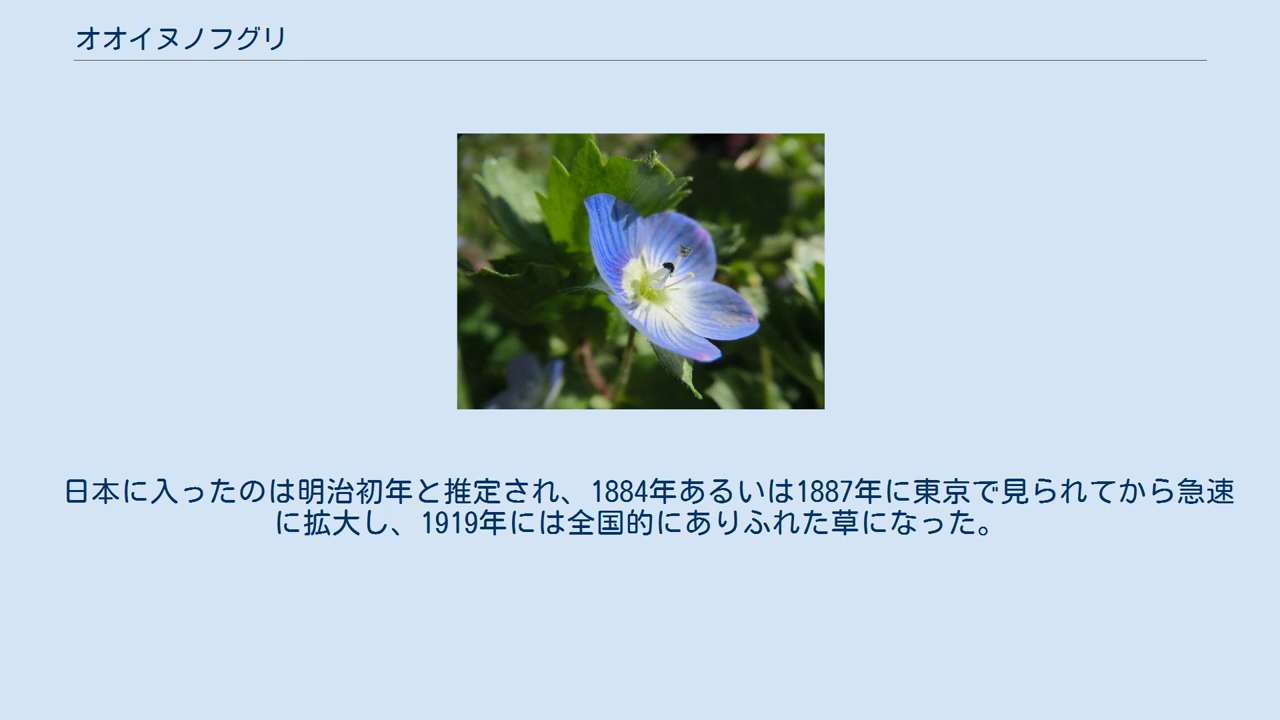 オオイヌノフグリ
日本に入ったのは明治初年と推定され、1884年あるいは1887年に東京で見られてから急速
に拡大し、1919年には全国的にありふれた草になった。